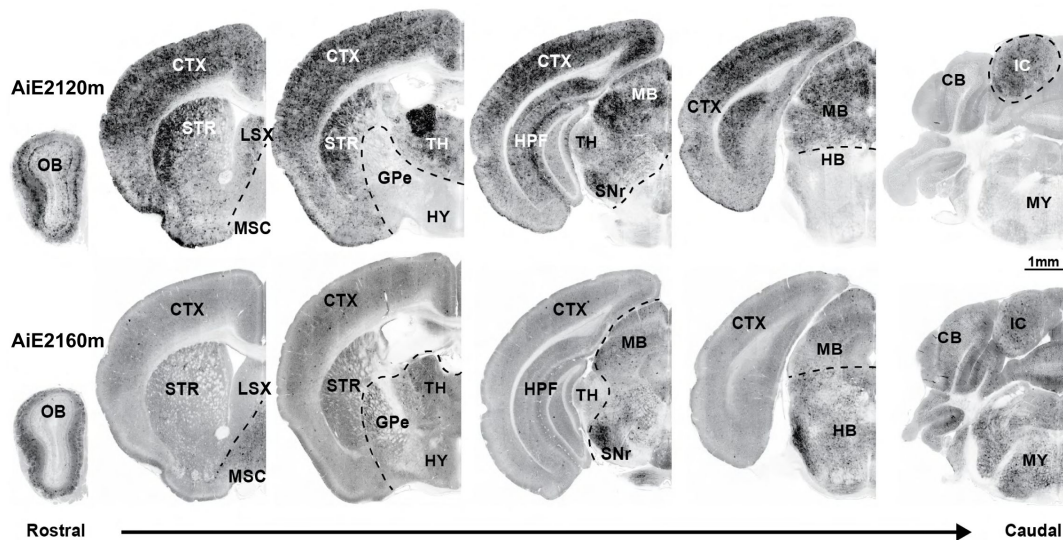 AiE2120m
OB
CTX
STR
LSX
MSC
CTX
STR
GPe
TH
HY
CTX
HPF
TH
MB
SNr
CTX
MB
HB
CB
IC
MY
1mm
AiE2160m
OB
CTX
STR
LSX
MSC
CTX
STR
GPe
TH
HY
CTX
HPF
TH
MB
SNr
CTX
MB
HB
CB
IC
MY
Rostral
Caudal